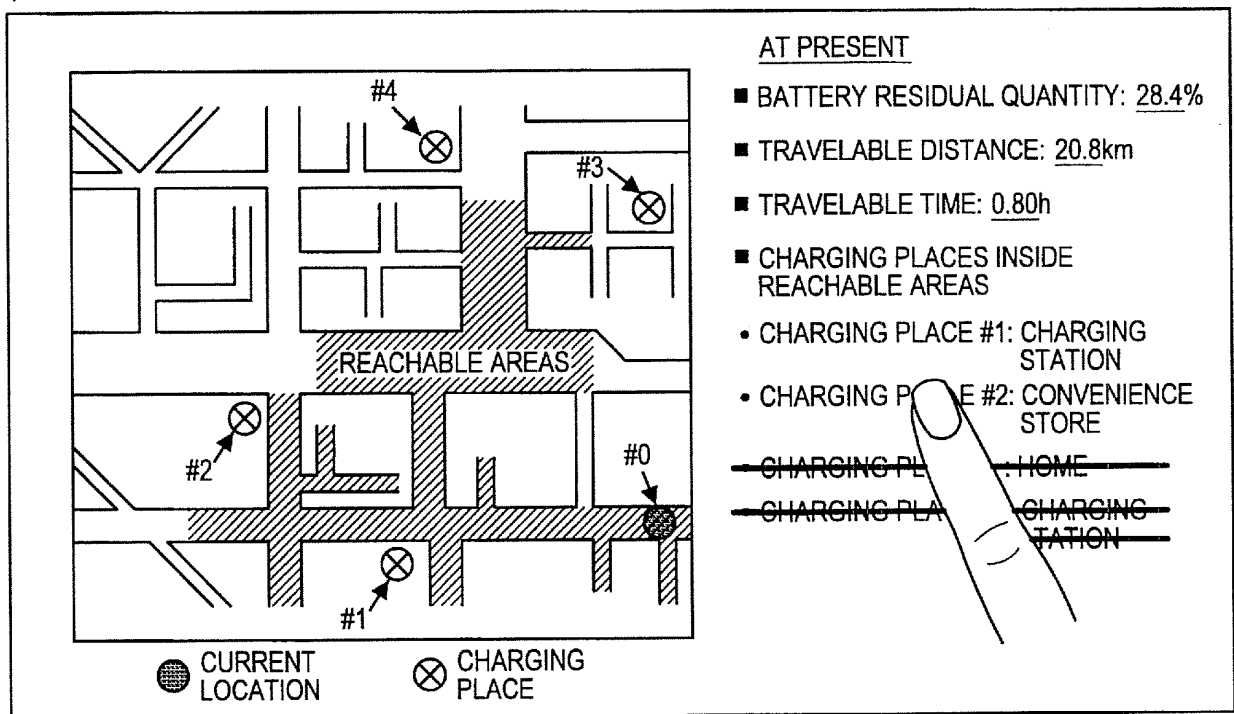 AT PRESENT
■ BATTERY RESIDUAL QUANTITY: 28.4%
■ TRAVELABLE DISTANCE: 20.8km
■ TRAVELABLE TIME: 0.80h
■ CHARGING PLACES INSIDE
REACHABLE AREAS
• CHARGING PLACE #1: CHARGING
STATION
• CHARGING #2: CONVENIENCE
STORE
• CHARGING : HOME
• CHARGING CHARGING
#4
#3
REACHABLE AREAS
#2
#0
#1
CURRENT
LOCATION
CHARGING
PLACE